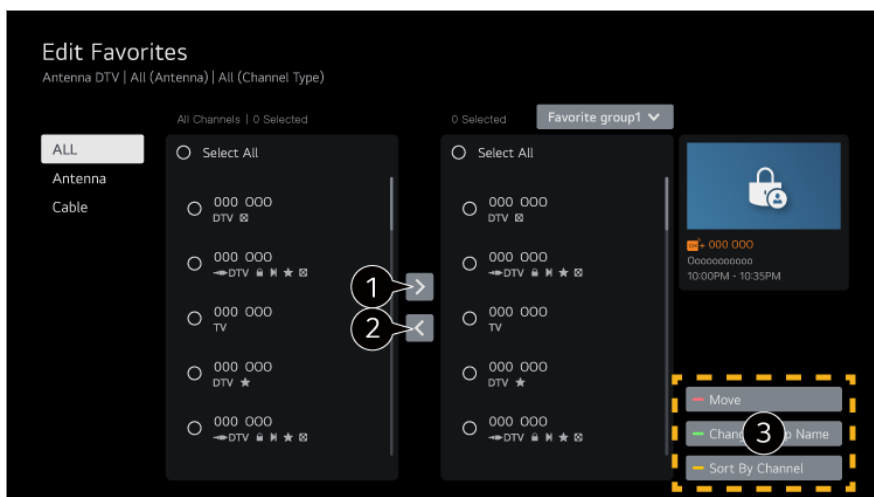 Edit Favorites
Antenna DTV | All (Antenna) | All (Channel Type)
All Channels | 0 Selected
0 Selected
Favorite group1
ALL
Antenna
Cable
Select All
000 000
DTV
000 000
DTV
000 000
TV
000 000
DTV
000 000
DTV
1
2
Select All
000 000
DTV
000 000
DTV
000 000
TV
000 000
DTV
000 000
DTV
000 000
Oooooooooo
10:00PM - 10:35PM
Move
3
Name
Sort By Channel